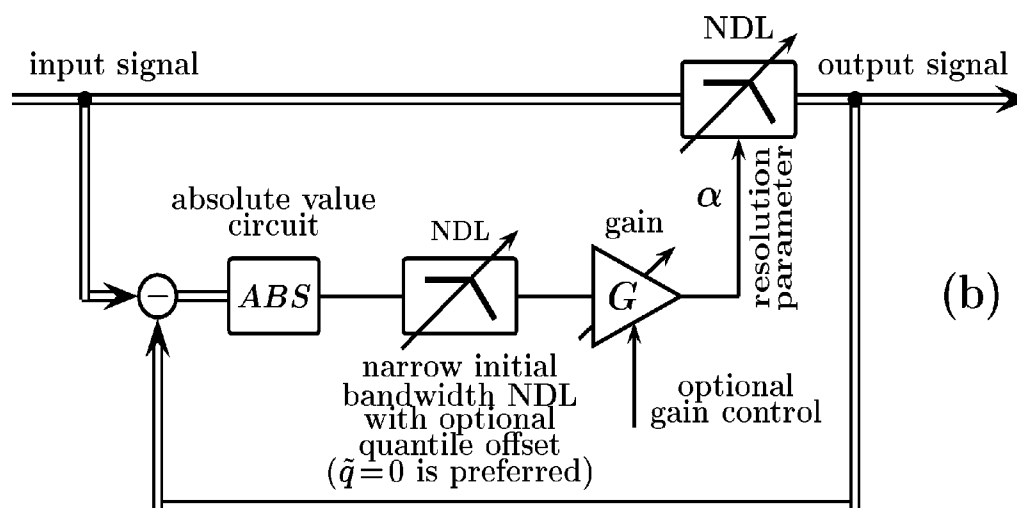 NDL
input signal
output signal
absolute value
circuit
NDL
gain
α
resolution
parameter
−
ABS
G
(b)
narrow initial
bandwidth NDL
with optional
quantile offset
(q̃=0 is preferred)
optional
gain control